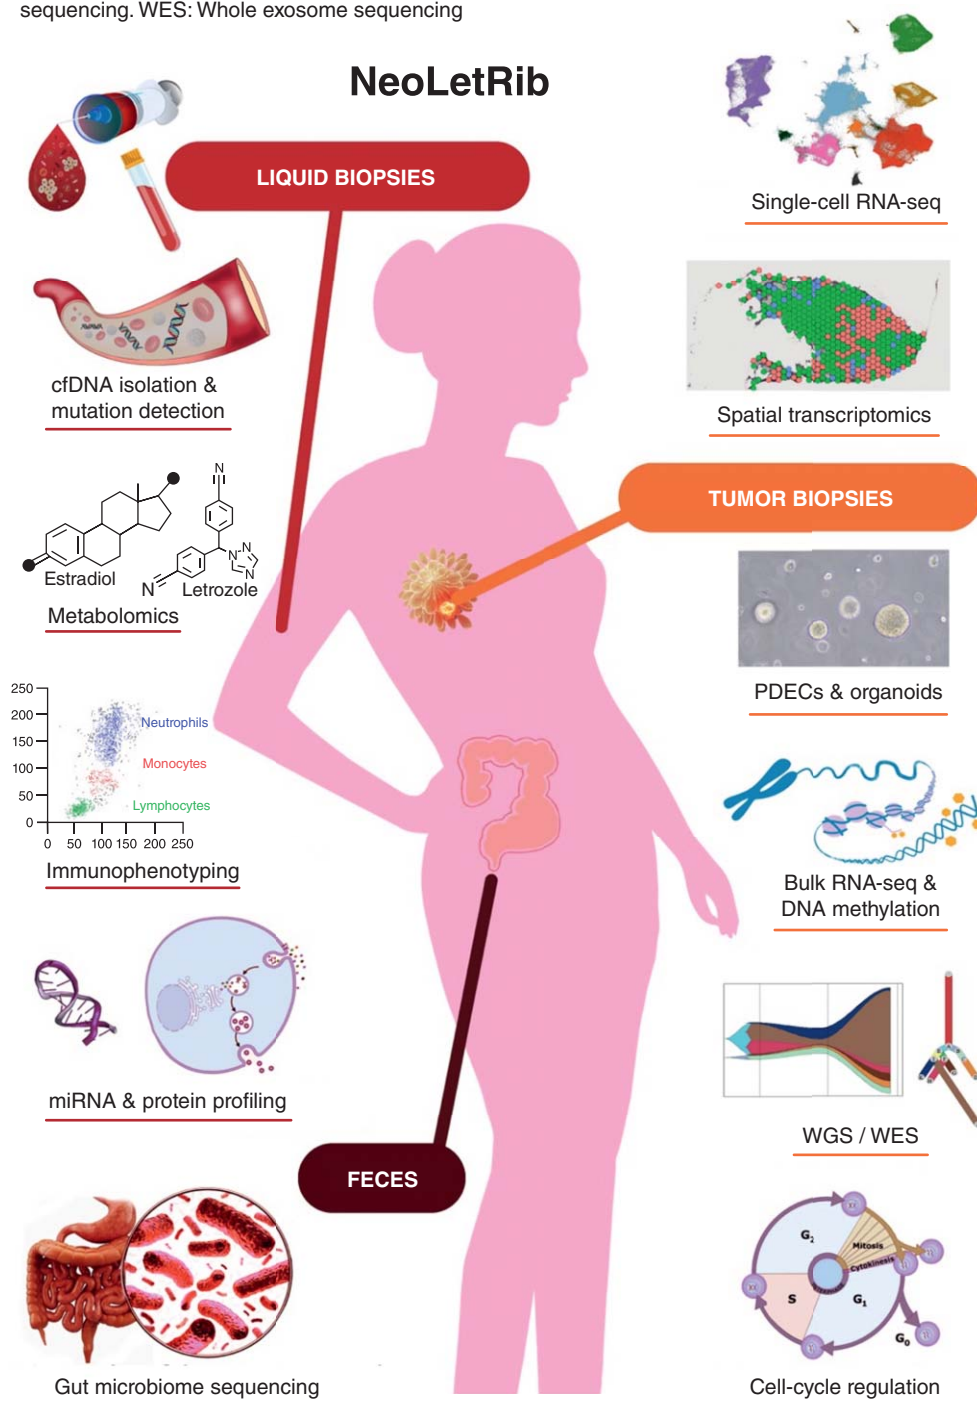 sequencing. WES: Whole exosome sequencing
NeoLetRib
LIQUID BIOPSIES
cfDNA isolation &
mutation detection
N
N
N
N
N
N
Estradiol
Letrozole
Metabolomics
250
200
150
100
50
0
0 50 100 150 200 250
Neutrophils
Monocytes
Lymphocytes
Immunophenotyping
miRNA & protein profiling
FECES
Gut microbiome sequencing
Single-cell RNA-seq
Spatial transcriptomics
TUMOR BIOPSIES
PDECs & organoids
Bulk RNA-seq &
DNA methylation
WGS / WES
G2
Mitosis
Cytokinesis
S
G1
G0
Cell-cycle regulation